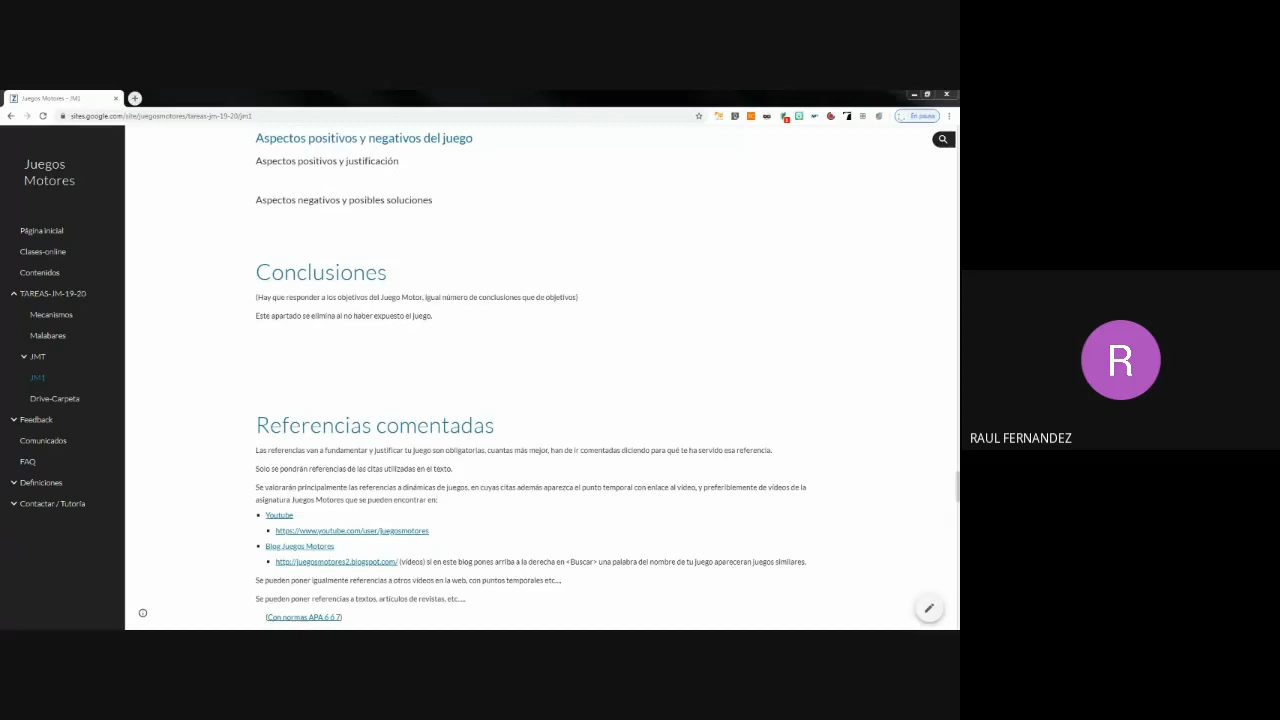 Juegos Motores - JM1
sites.google.com/site/juegosmotores/tareas-jm-19-20/jm1
En pausa
Juegos
Motores
Página inicial
Clases-online
Contenidos
TAREAS-JM-19-20
Mecanismos
Malabares
JMT
JM1
Drive-Carpeta
Feedback
Comunicados
FAQ
Definiciones
Contactar / Tutoría
Aspectos positivos y negativos del juego
Aspectos positivos y justificación
Aspectos negativos y posibles soluciones
Conclusiones
(Hay que responder a los objetivos del Juego Motor, igual número de conclusiones que de objetivos)
Este apartado se elimina al no haber expuesto el juego.
Referencias comentadas
Las referencias van a fundamentar y justificar tu juego son obligatorias, cuantas más mejor, han de ir comentadas diciendo para qué te ha servido esa referencia.
Solo se pondrán referencias de las citas utilizadas en el texto.
Se valorarán principalmente las referencias a dinámicas de juegos, en cuyas citas además aparezca el punto temporal con enlace al vídeo, y preferiblemente de vídeos de la
asignatura Juegos Motores que se pueden encontrar en:
Youtube
https://www.youtube.com/user/juegosmotores
Blog Juegos Motores
http://juegosmotores2.blogspot.com/ (vídeos) si en este blog pones arriba a la derecha en <Buscar> una palabra del nombre de tu juego apareceran juegos similares.
Se pueden poner igualmente referencias a otros vídeos en la web, con puntos temporales etc...,
Se pueden poner referencias a textos, artículos de revistas, etc....
(Con normas APA 6 ó 7)
R
RAUL FERNANDEZ